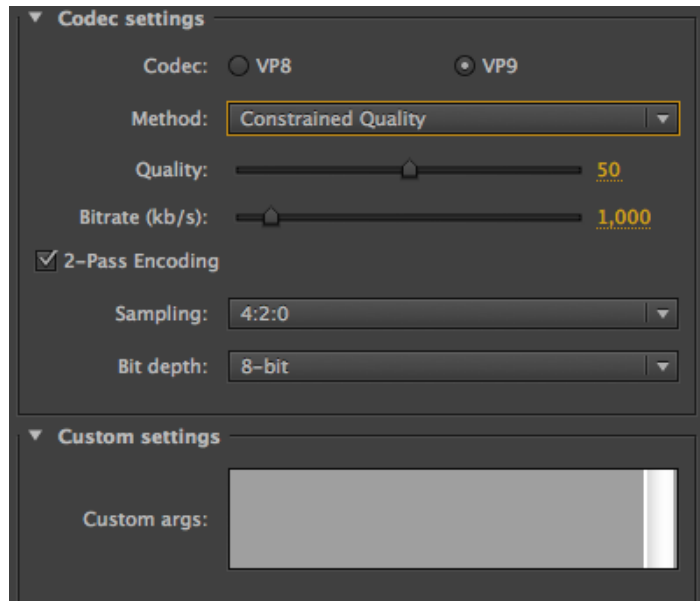 Codec settings
Codec: VP8 VP9
Method: Constrained Quality
Quality: 50
Bitrate (kb/s): 1,000
2-Pass Encoding
Sampling: 4:2:0
Bit depth: 8-bit
Custom settings
Custom args: